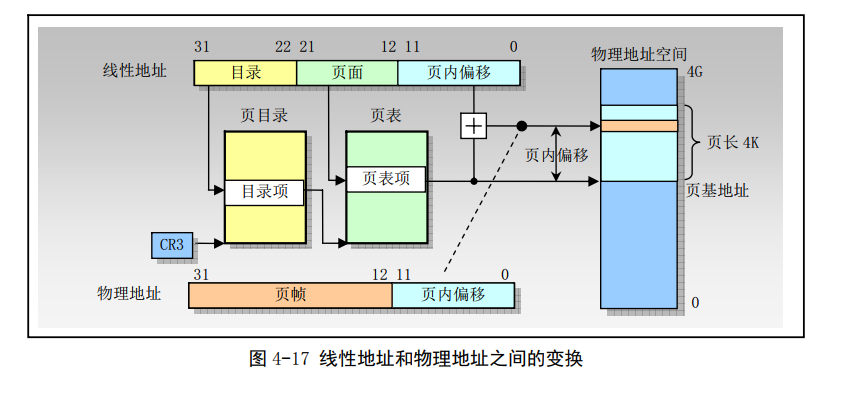 31 22 21 12 11 0
线性地址 目录 页面 页内偏移
物理地址空间
4G
页目录 页表
页长 4K
页内偏移
目录项 页表项
页基地址
CR3
31 12 11 0
物理地址 页帧 页内偏移
0
图 4-17 线性地址和物理地址之间的变换